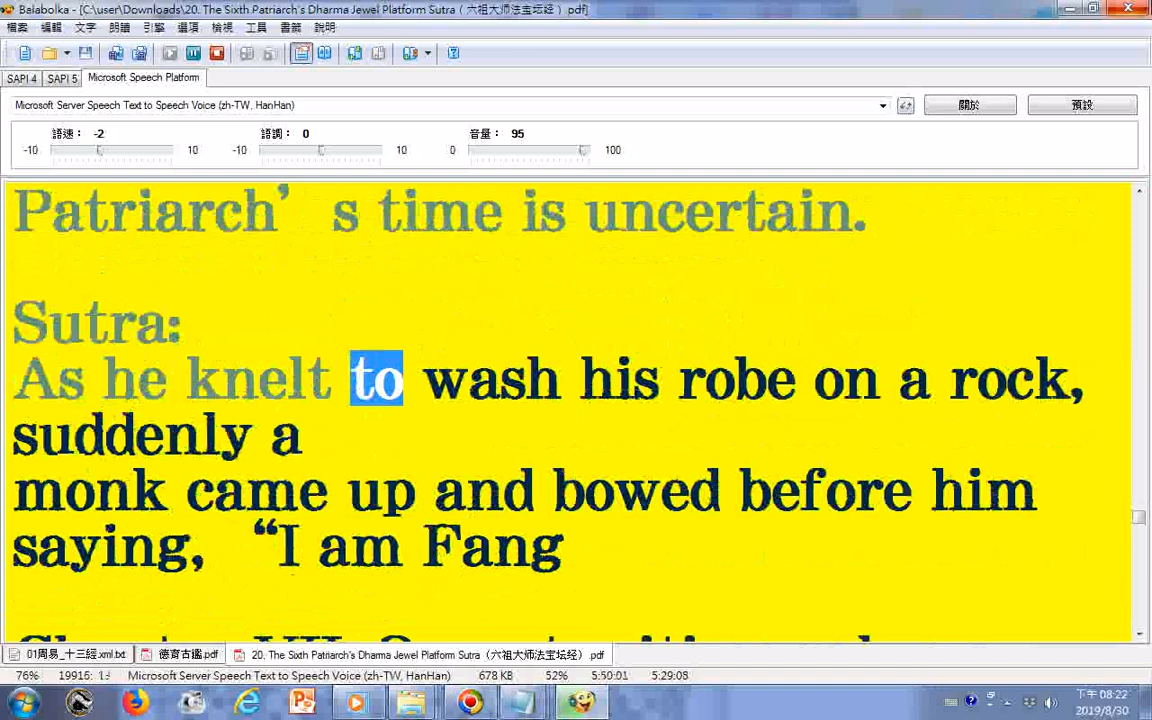 Balabolka - [C:\user\Downloads\20. The Sixth Patriarch's Dharma Jewel Platform Sutra（六祖大师法宝坛经）pdf]
檔案 編輯 文字 朗讀 引擎 選項 檢視 工具 書籤 說明
SAPI 4 SAPI 5 Microsoft Speech Platform
Microsoft Server Speech Text to Speech Voice (zh-TW, HanHan) 關於 預設
語速： -2 語調： 0 音量： 95
-10 10 -10 10 0 100
Patriarch’s time is uncertain.
Sutra:
As he knelt to wash his robe on a rock,
suddenly a
monk came up and bowed before him
saying, “I am Fang
01周易_十三經.xml.txt 德育古鑑.pdf 20. The Sixth Patriarch's Dharma Jewel Platform Sutra（六祖大师法宝坛经）.pdf
76% Microsoft Server Speech Text to Speech Voice (zh-TW, HanHan) 678 KB 52% 5:50:01 5:29:08
下午 08:22
2019/8/30